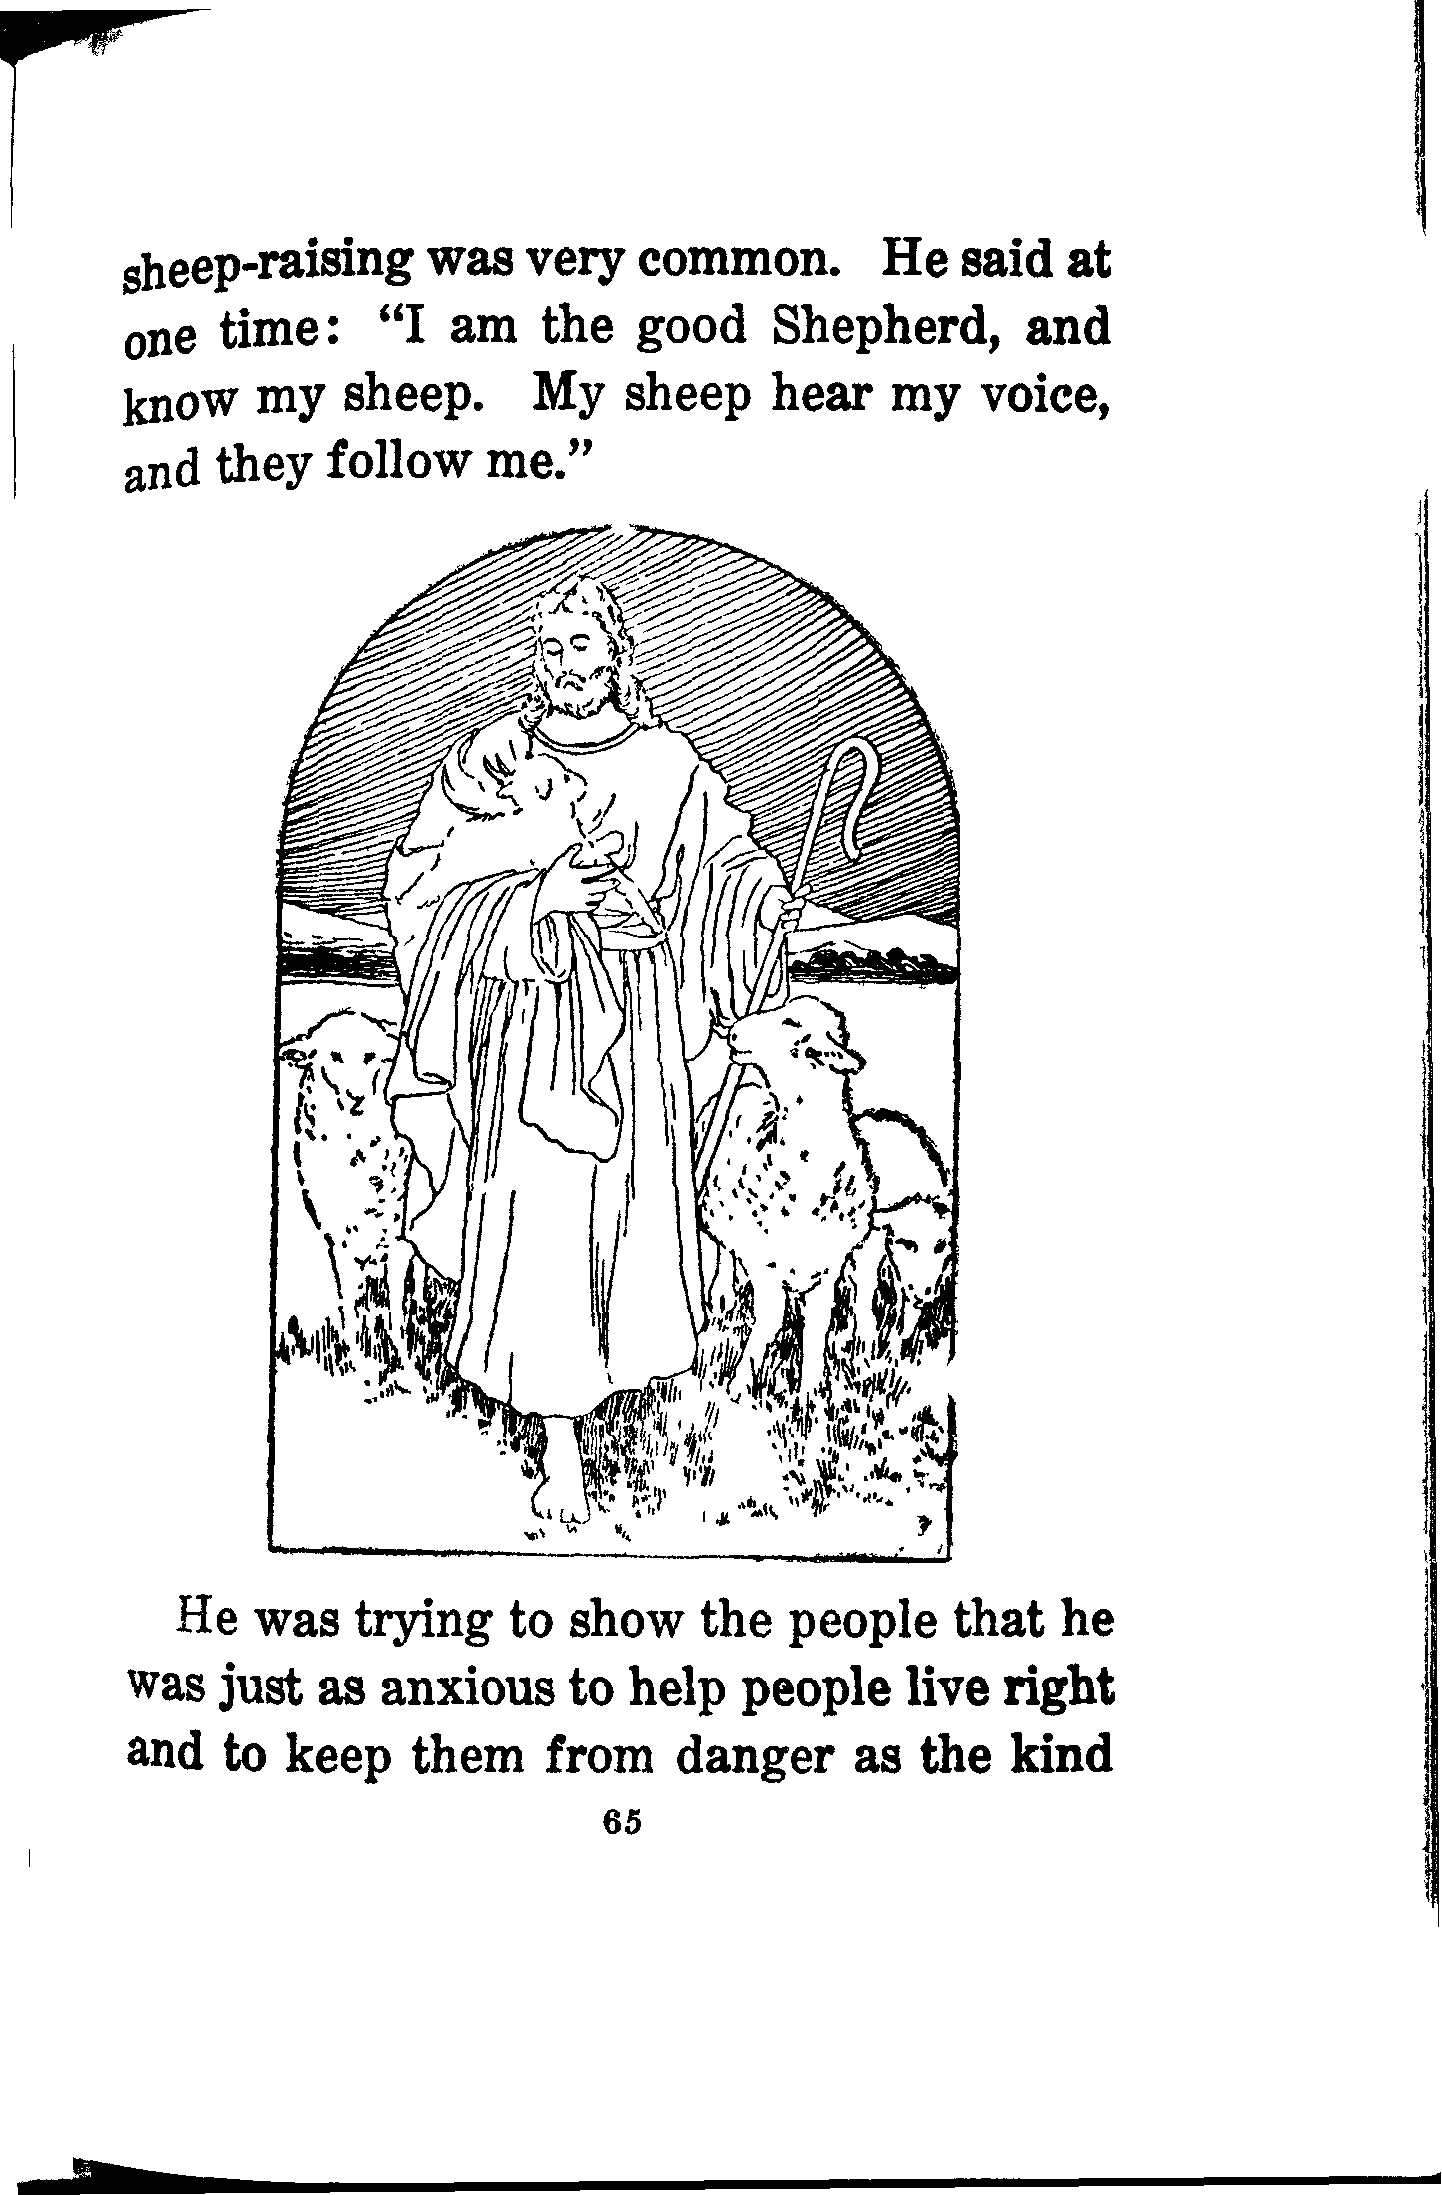 sheep-raising was very common. He said at
one time: "I am the good Shepherd, and
know my sheep. My sheep hear my voice,
and they follow me."
He was trying to show the people that he
was just as anxious to help people live right
and to keep them from danger as the kind
65